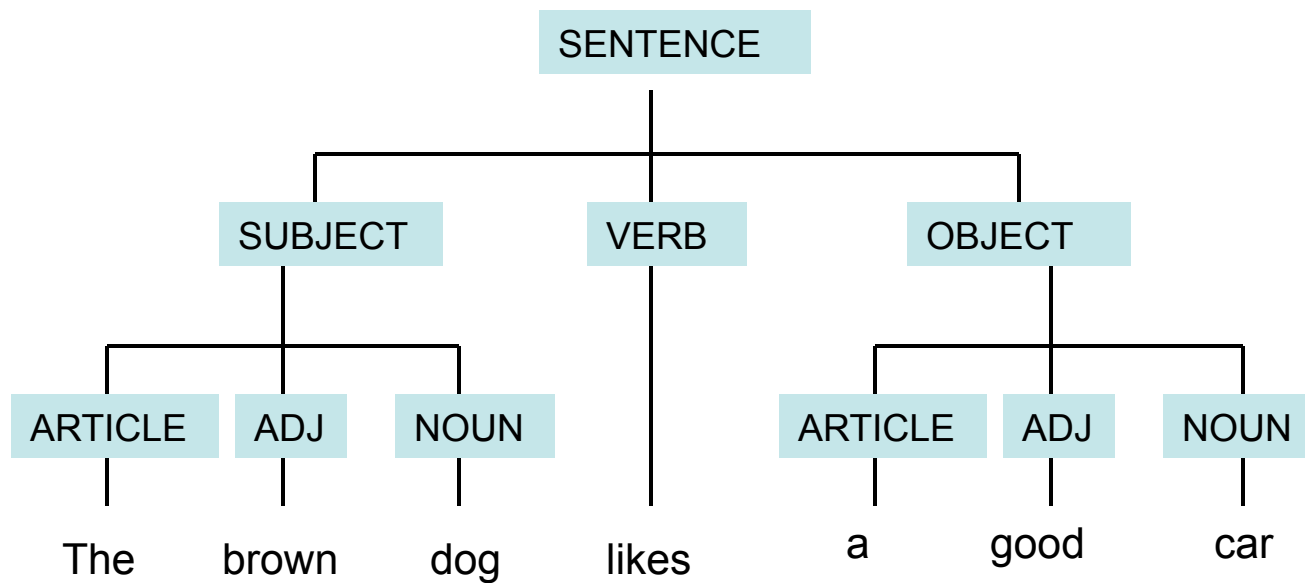 SENTENCE
SUBJECT VERB OBJECT
ARTICLE ADJ NOUN ARTICLE ADJ NOUN
The brown dog likes a good car